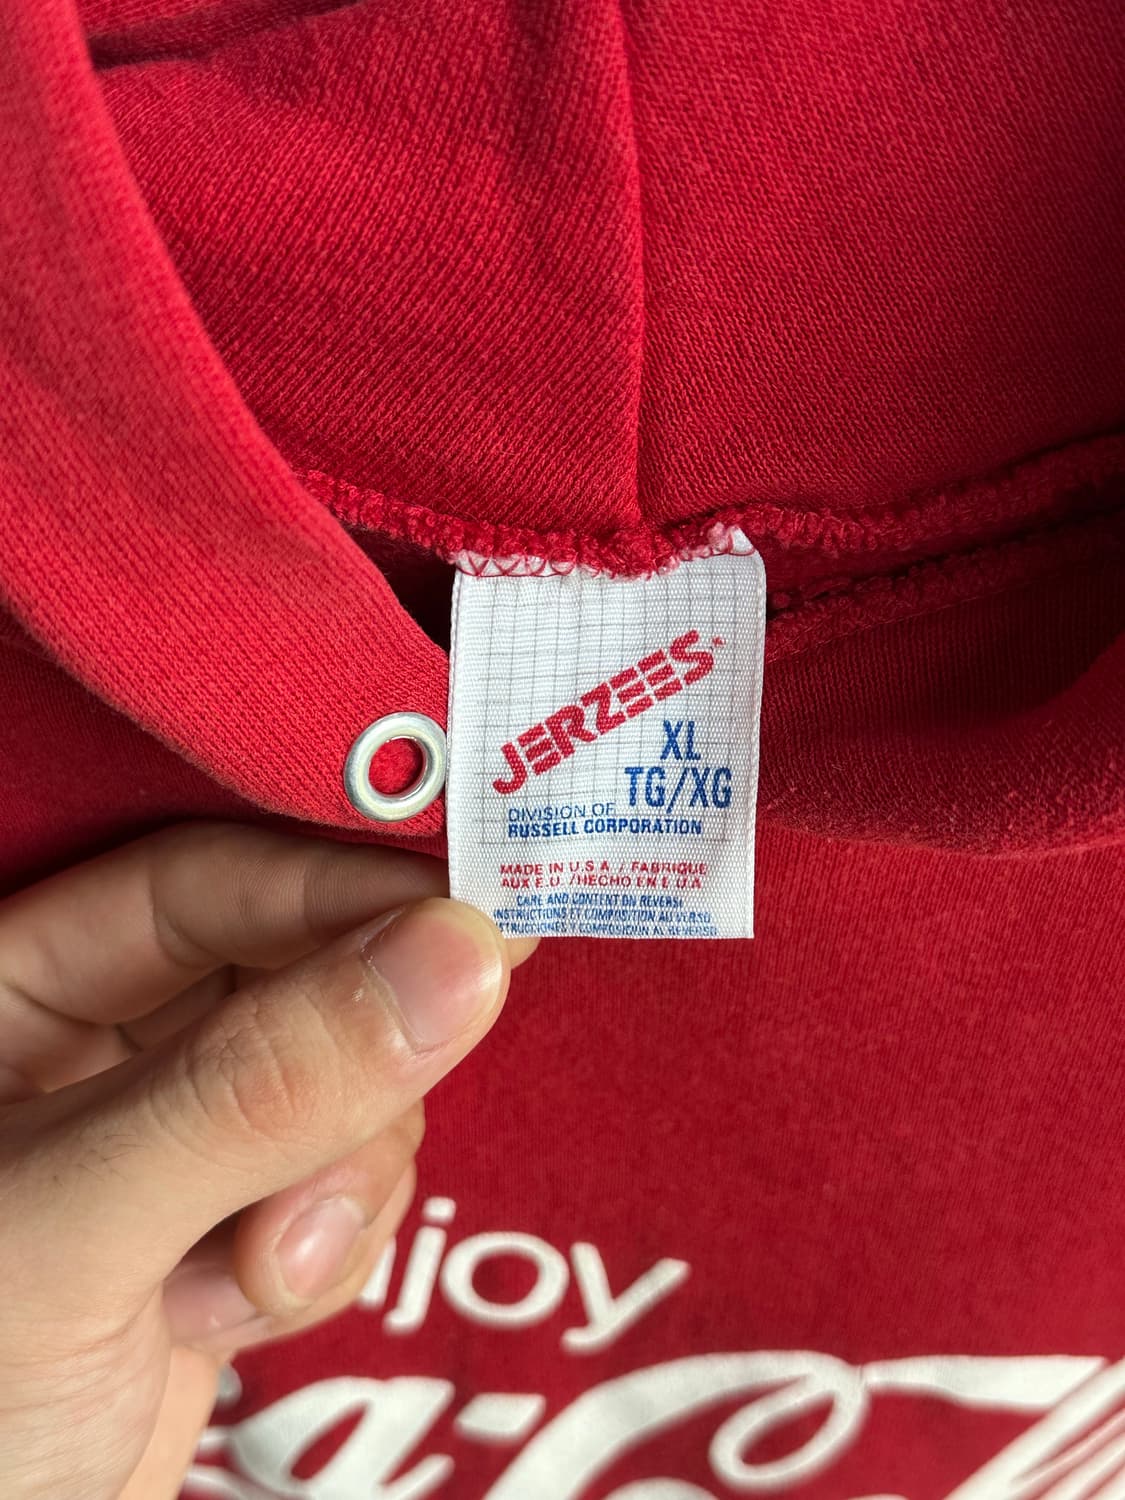 JERZEES
XL
TG/XG
DIVISION OF
RUSSELL CORPORATION
MADE IN U.S.A. / FABRIQUE
AUX E.U. / HECHO EN E.U.A.
CARE AND CONTENT ON REVERSE
INSTRUCTIONS ET COMPOSITION AU VERSO
INSTRUCCIONES Y COMPOSICION AL REVERSO
njoy